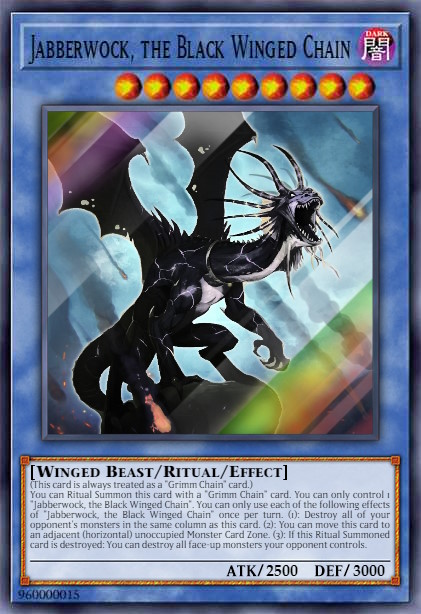 Jabberwock, the Black Winged Chain
DARK
闇
[Winged Beast/Ritual/Effect]
(This card is always treated as a "Grimm Chain" card.)
You can Ritual Summon this card with a "Grimm Chain" card. You can only control 1
"Jabberwock, the Black Winged Chain". You can only use each of the following effects
of "Jabberwock, the Black Winged Chain" once per turn. (1): Destroy all of your
opponent's monsters in the same column as this card. (2): You can move this card to
an adjacent (horizontal) unoccupied Monster Card Zone. (3): If this Ritual Summoned
card is destroyed: You can destroy all face-up monsters your opponent controls.
ATK/2500 DEF/3000
960000015